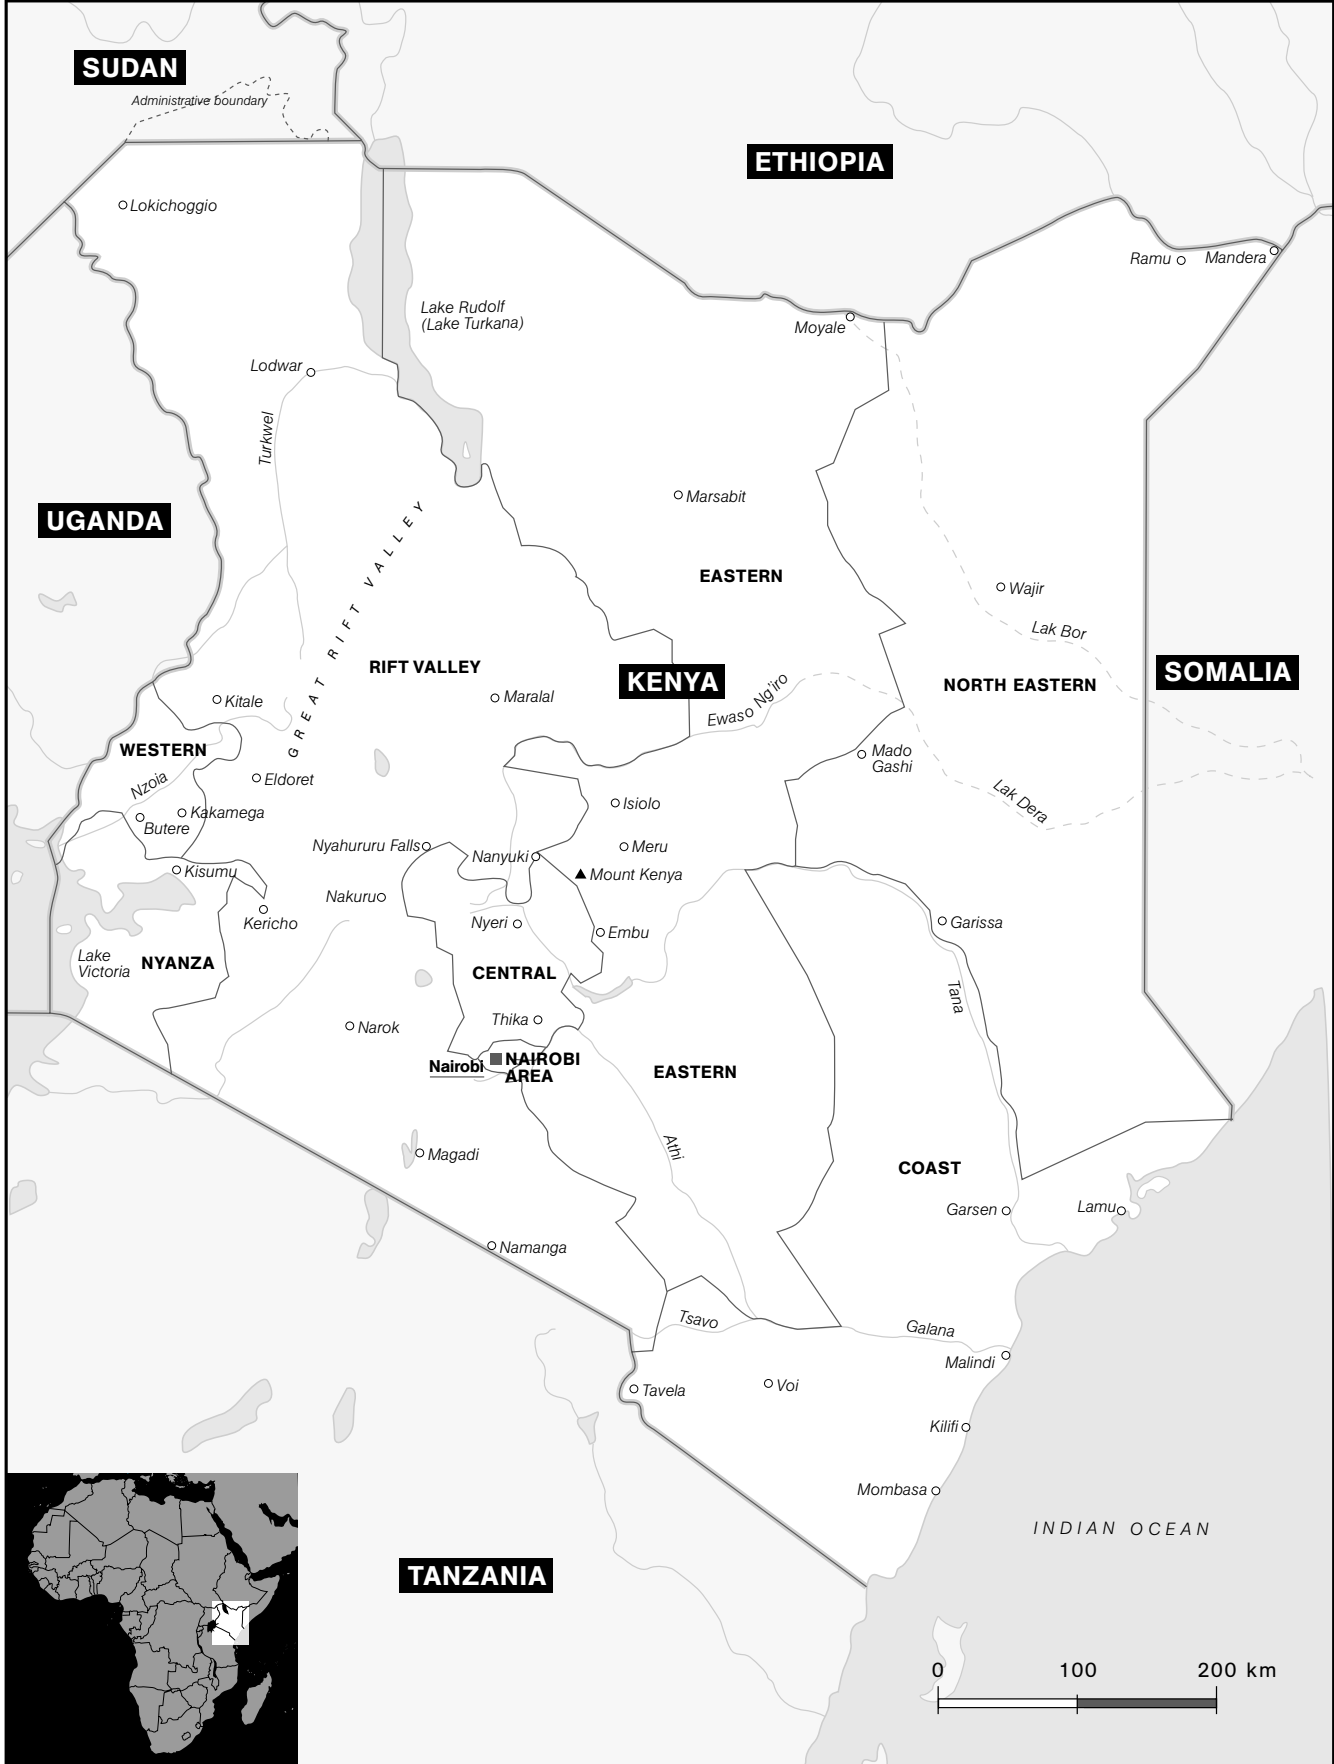 SUDAN
Administrative boundary
ETHIOPIA
Lokichoggio
Ramu
Mandera
Lake Rudolf
(Lake Turkana)
Moyale
Lodwar
Turkwel
UGANDA
Marsabit
GREAT RIFT VALLEY
EASTERN
Wajir
Lak Bor
RIFT VALLEY
KENYA
SOMALIA
NORTH EASTERN
Kitale
Maralal
Ewaso Ng'iro
WESTERN
Mado
Gashi
Nzoia
Eldoret
Isiolo
Lak Dera
Kakamega
Butere
Nyahururu Falls
Nanyuki
Meru
Kisumu
Mount Kenya
Nakuru
Kericho
Nyeri
Embu
Garissa
Lake
Victoria
NYANZA
CENTRAL
Tana
Thika
Narok
Nairobi
NAIROBI
AREA
EASTERN
Athi
Magadi
COAST
Garsen
Lamu
Namanga
Tsavo
Galana
Malindi
Tavela
Voi
Kilifi
Mombasa
INDIAN OCEAN
TANZANIA
0 100 200 km